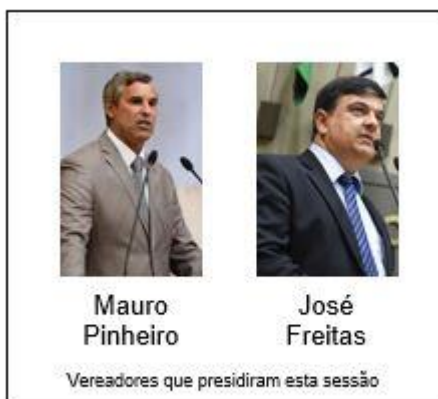 Mauro
Pinheiro
José
Freitas
Vereadores que presidiram esta sessão